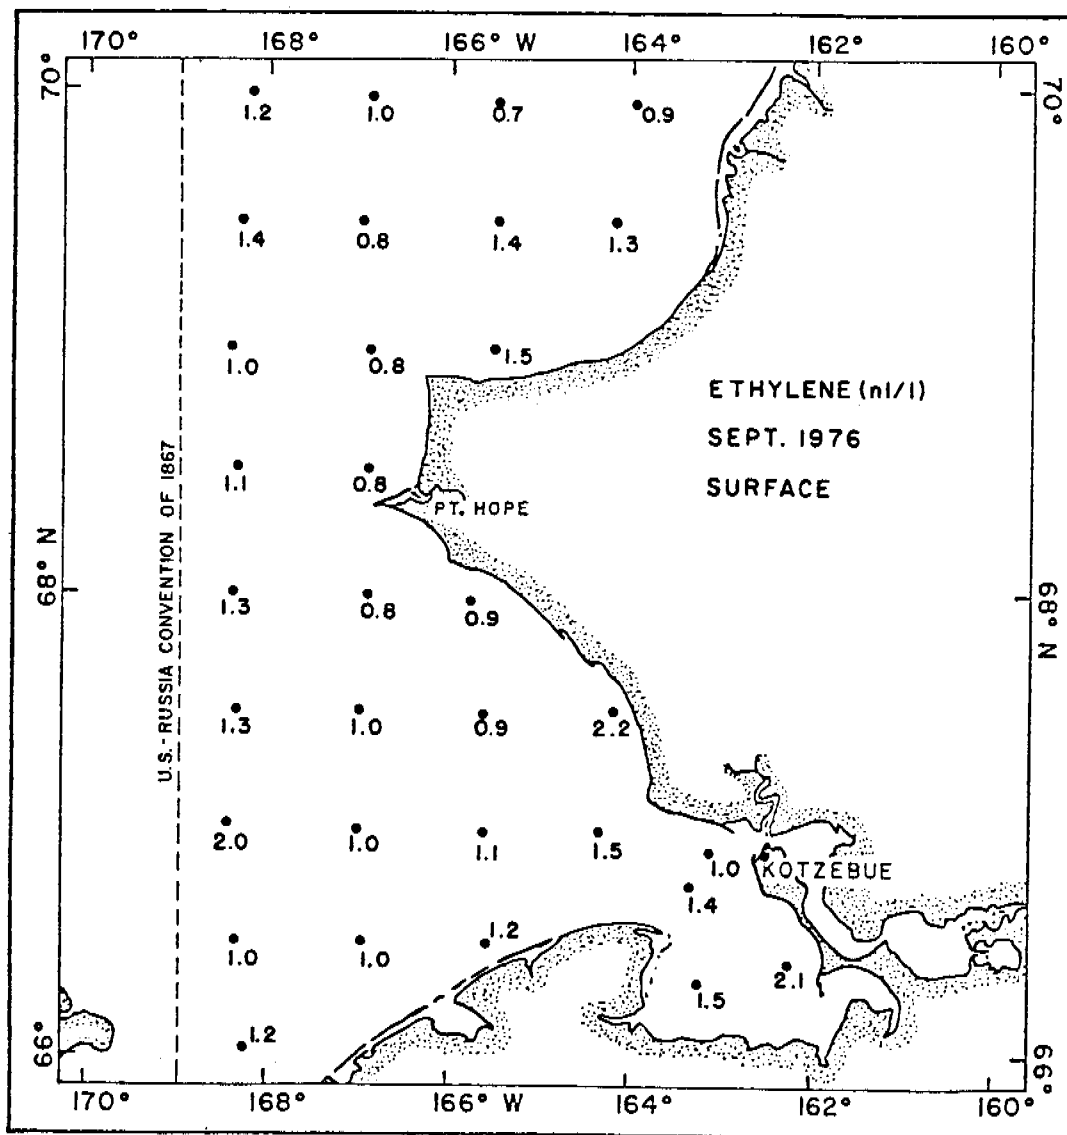 170° 168° 166° W 164° 162° 160°
70° 70°
1.2 1.0 0.7 0.9
1.4 0.8 1.4 1.3
1.0 0.8 1.5
ETHYLENE (nl/l)
SEPT. 1976
SURFACE
1.1 0.8
PT. HOPE
U.S.-RUSSIA CONVENTION OF 1867
68° N 68° N
1.3 0.8 0.9
1.3 1.0 0.9 2.2
2.0 1.0 1.1 1.5 1.0
KOTZEBUE
1.4
1.0 1.0 1.2
1.5 2.1
66° 66°
1.2
170° 168° 166° W 164° 162° 160°